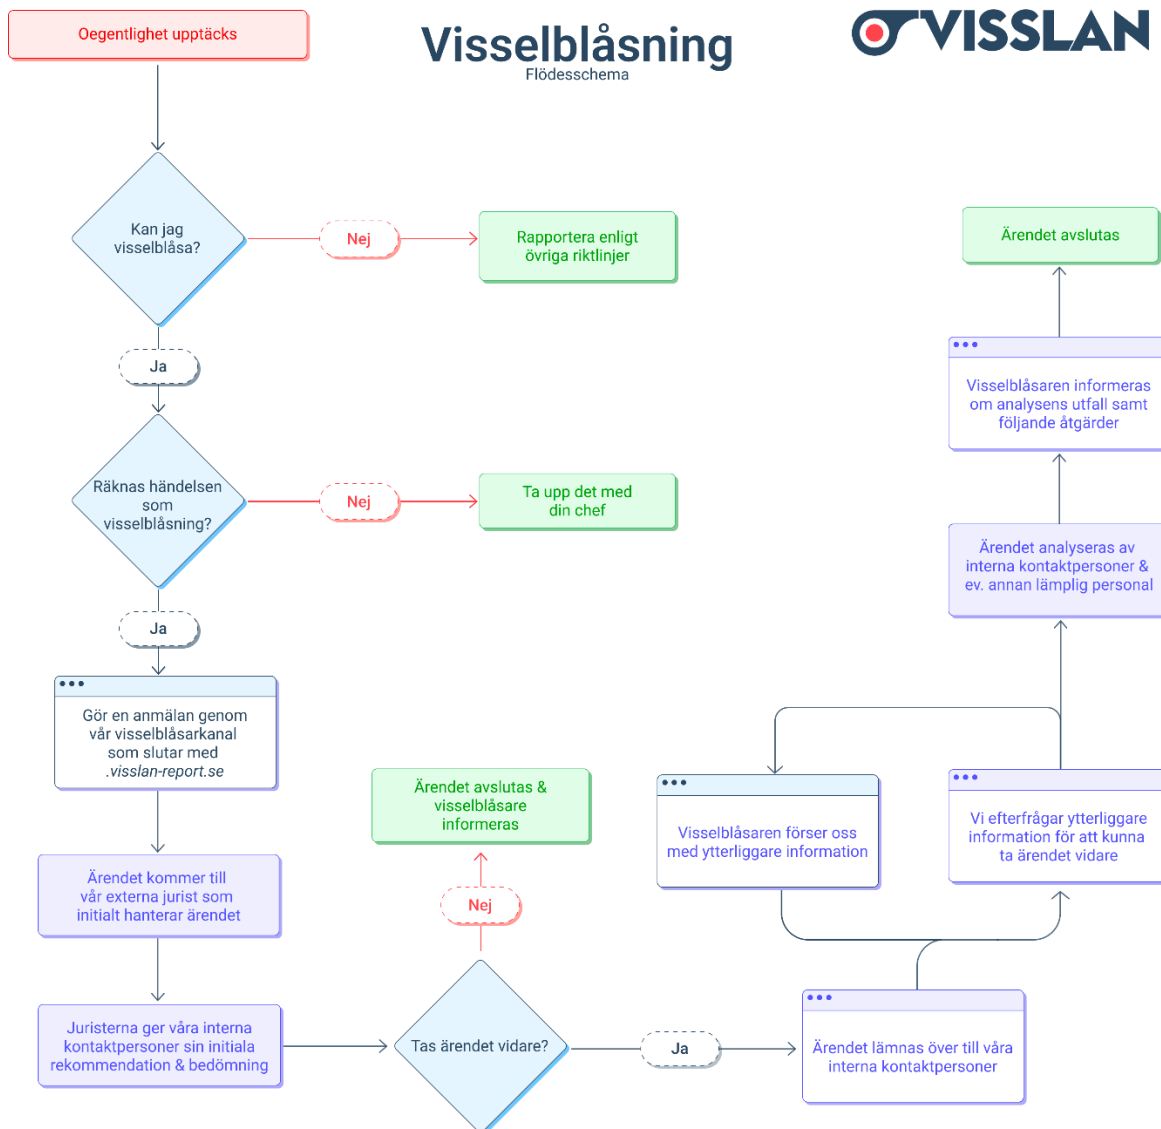 Oegentlighet upptäcks
Visselblåsning
Flödesschema
VISSLAN
Kan jag
visselblåsa?
Nej
Rapportera enligt
övriga riktlinjer
Ja
Räknas händelsen
som
visselblåsning?
Nej
Ta upp det med
din chef
Ja
Gör en anmälan genom
vår visselblåsarkanal
som slutar med
.visslan-report.se
Ärendet kommer till
vår externa jurist som
initialt hanterar ärendet
Juristerna ger våra interna
kontaktpersoner sin initiala
rekommendation & bedömning
Tas ärendet vidare?
Nej
Ärendet avslutas &
visselblåsare
informeras
Ja
Ärendet lämnas över till våra
interna kontaktpersoner
Vi efterfrågar ytterliggare
information för att kunna
ta ärendet vidare
Visselblåsaren förser oss
med ytterliggare information
Ärendet analyseras av
interna kontaktpersoner &
ev. annan lämplig personal
Visselblåsaren informeras
om analysens utfall samt
följande åtgärder
Ärendet avslutas